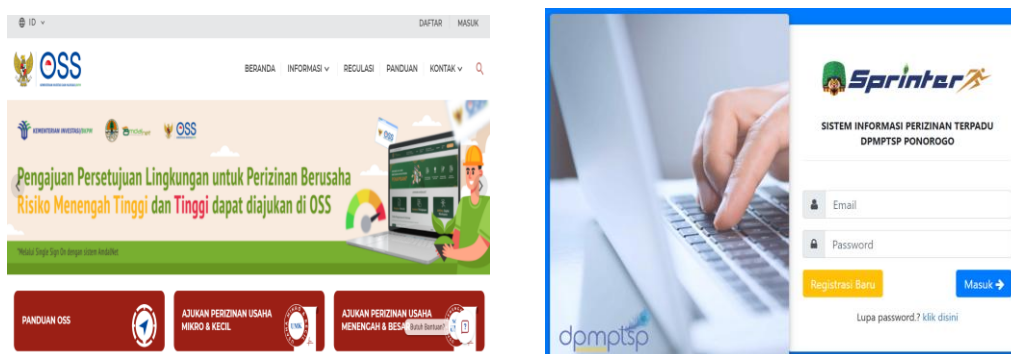 ID
DAFTAR
MASUK
OSS
BERANDA
INFORMASI
REGULASI
PANDUAN
KONTAK
KEMENTERIAN INVESTASI/BKPM
OSS
OSS
Pengajuan Persetujuan Lingkungan untuk Perizinan Berusaha
Risiko Menengah Tinggi dan Tinggi dapat diajukan di OSS
*Melalui Single Sign On dengan sistem Amdalnet
PANDUAN OSS
AJUKAN PERIZINAN USAHA
MIKRO & KECIL
UMK
AJUKAN PERIZINAN USAHA
MENENGAH & BESA
Butuh Bantuan?
dpmptsp
Sprinter
SISTEM INFORMASI PERIZINAN TERPADU
DPMPTSP PONOROGO
Email
Password
Registrasi Baru
Masuk
Lupa password.? klik disini